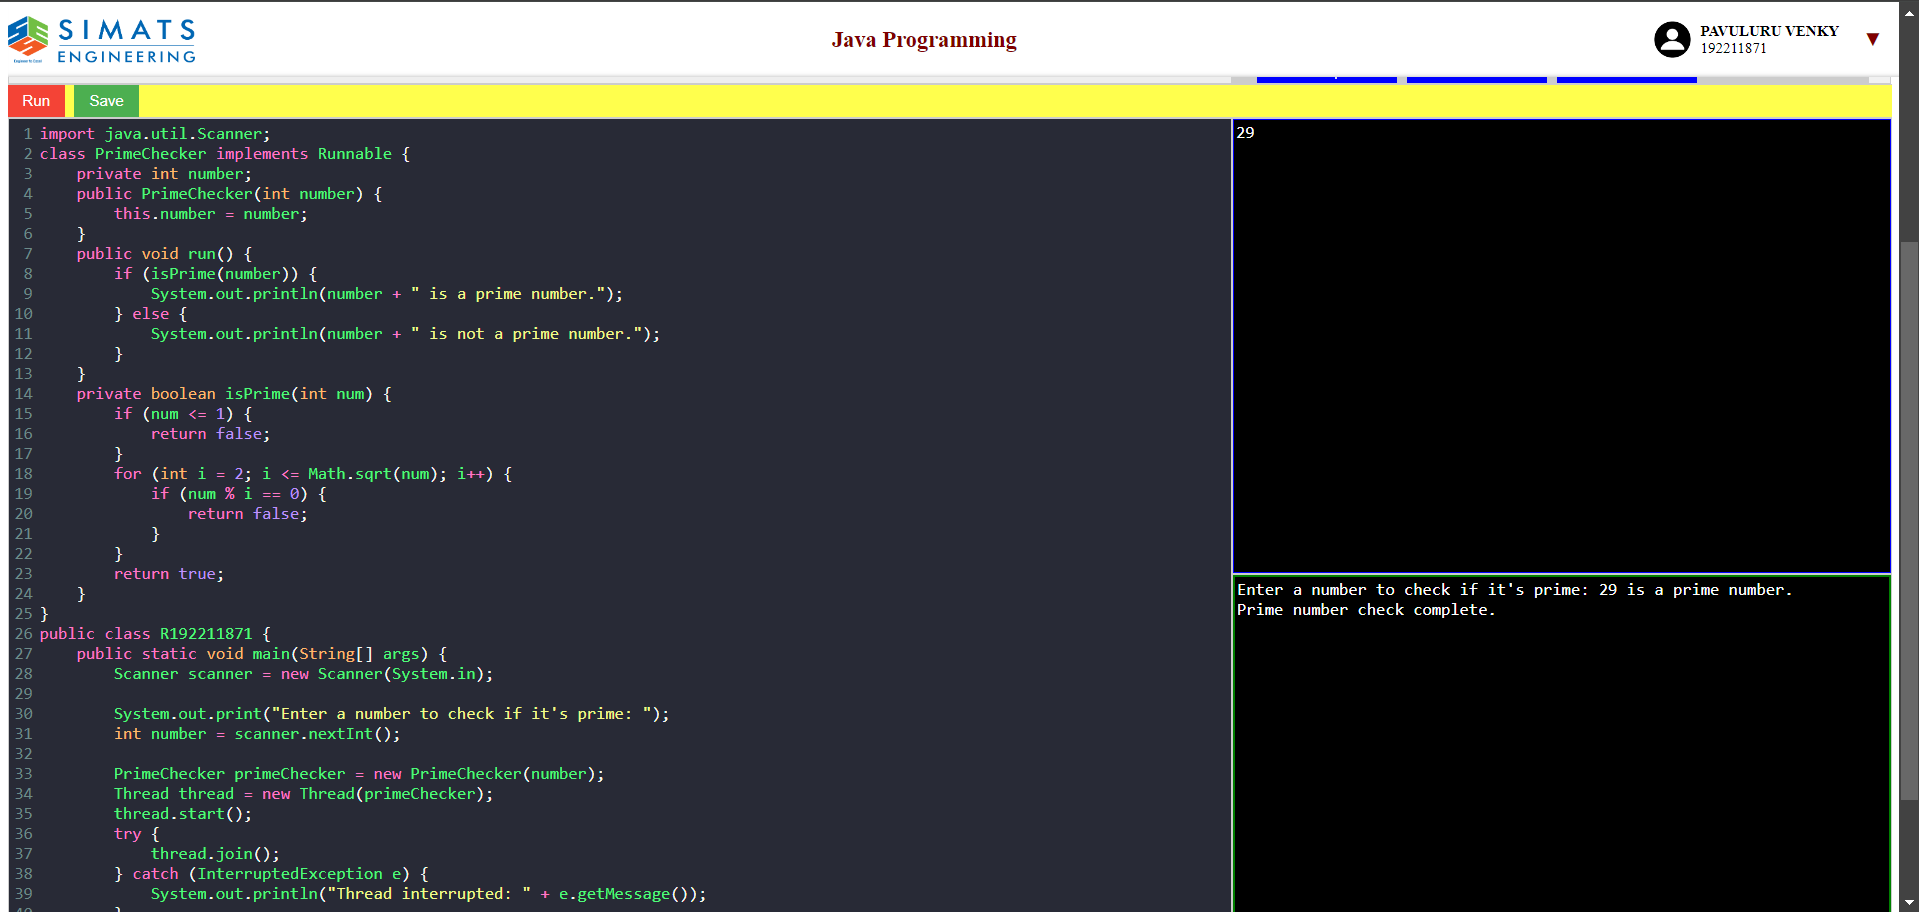 SIMATS
ENGINEERING
Engineer to Excel
Java Programming
PAVULURU VENKY
192211871
Run
Save
1 import java.util.Scanner;
2 class PrimeChecker implements Runnable {
3     private int number;
4     public PrimeChecker(int number) {
5         this.number = number;
6     }
7     public void run() {
8         if (isPrime(number)) {
9             System.out.println(number + " is a prime number.");
10         } else {
11             System.out.println(number + " is not a prime number.");
12         }
13     }
14     private boolean isPrime(int num) {
15         if (num <= 1) {
16             return false;
17         }
18         for (int i = 2; i <= Math.sqrt(num); i++) {
19             if (num % i == 0) {
20                 return false;
21             }
22         }
23         return true;
24     }
25 }
26 public class R192211871 {
27     public static void main(String[] args) {
28         Scanner scanner = new Scanner(System.in);
29
30         System.out.print("Enter a number to check if it's prime: ");
31         int number = scanner.nextInt();
32
33         PrimeChecker primeChecker = new PrimeChecker(number);
34         Thread thread = new Thread(primeChecker);
35         thread.start();
36         try {
37             thread.join();
38         } catch (InterruptedException e) {
39             System.out.println("Thread interrupted: " + e.getMessage());
29
Enter a number to check if it's prime: 29 is a prime number.
Prime number check complete.